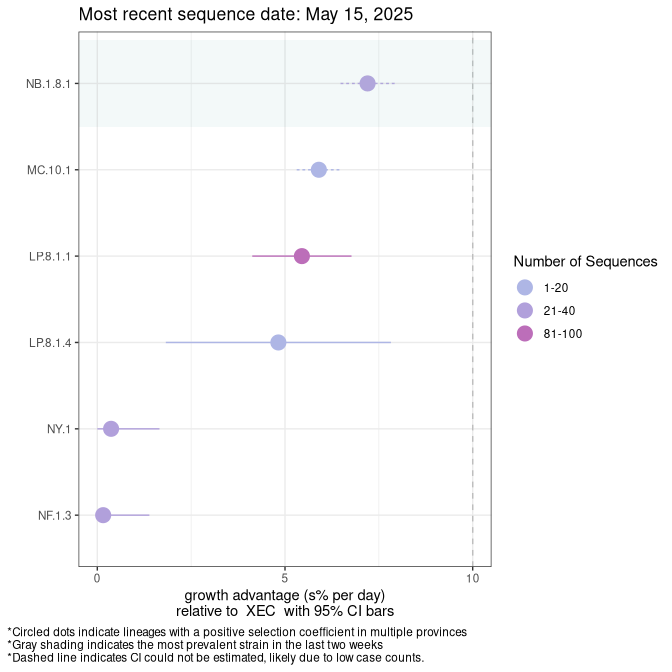 Most recent sequence date: May 15, 2025
NB.1.8.1
MC.10.1
LP.8.1.1
LP.8.1.4
NY.1
NF.1.3
0 5 10
growth advantage (s% per day)
relative to XEC with 95% CI bars
Number of Sequences
1-20
21-40
81-100
*Circled dots indicate lineages with a positive selection coefficient in multiple provinces
*Gray shading indicates the most prevalent strain in the last two weeks
*Dashed line indicates CI could not be estimated, likely due to low case counts.